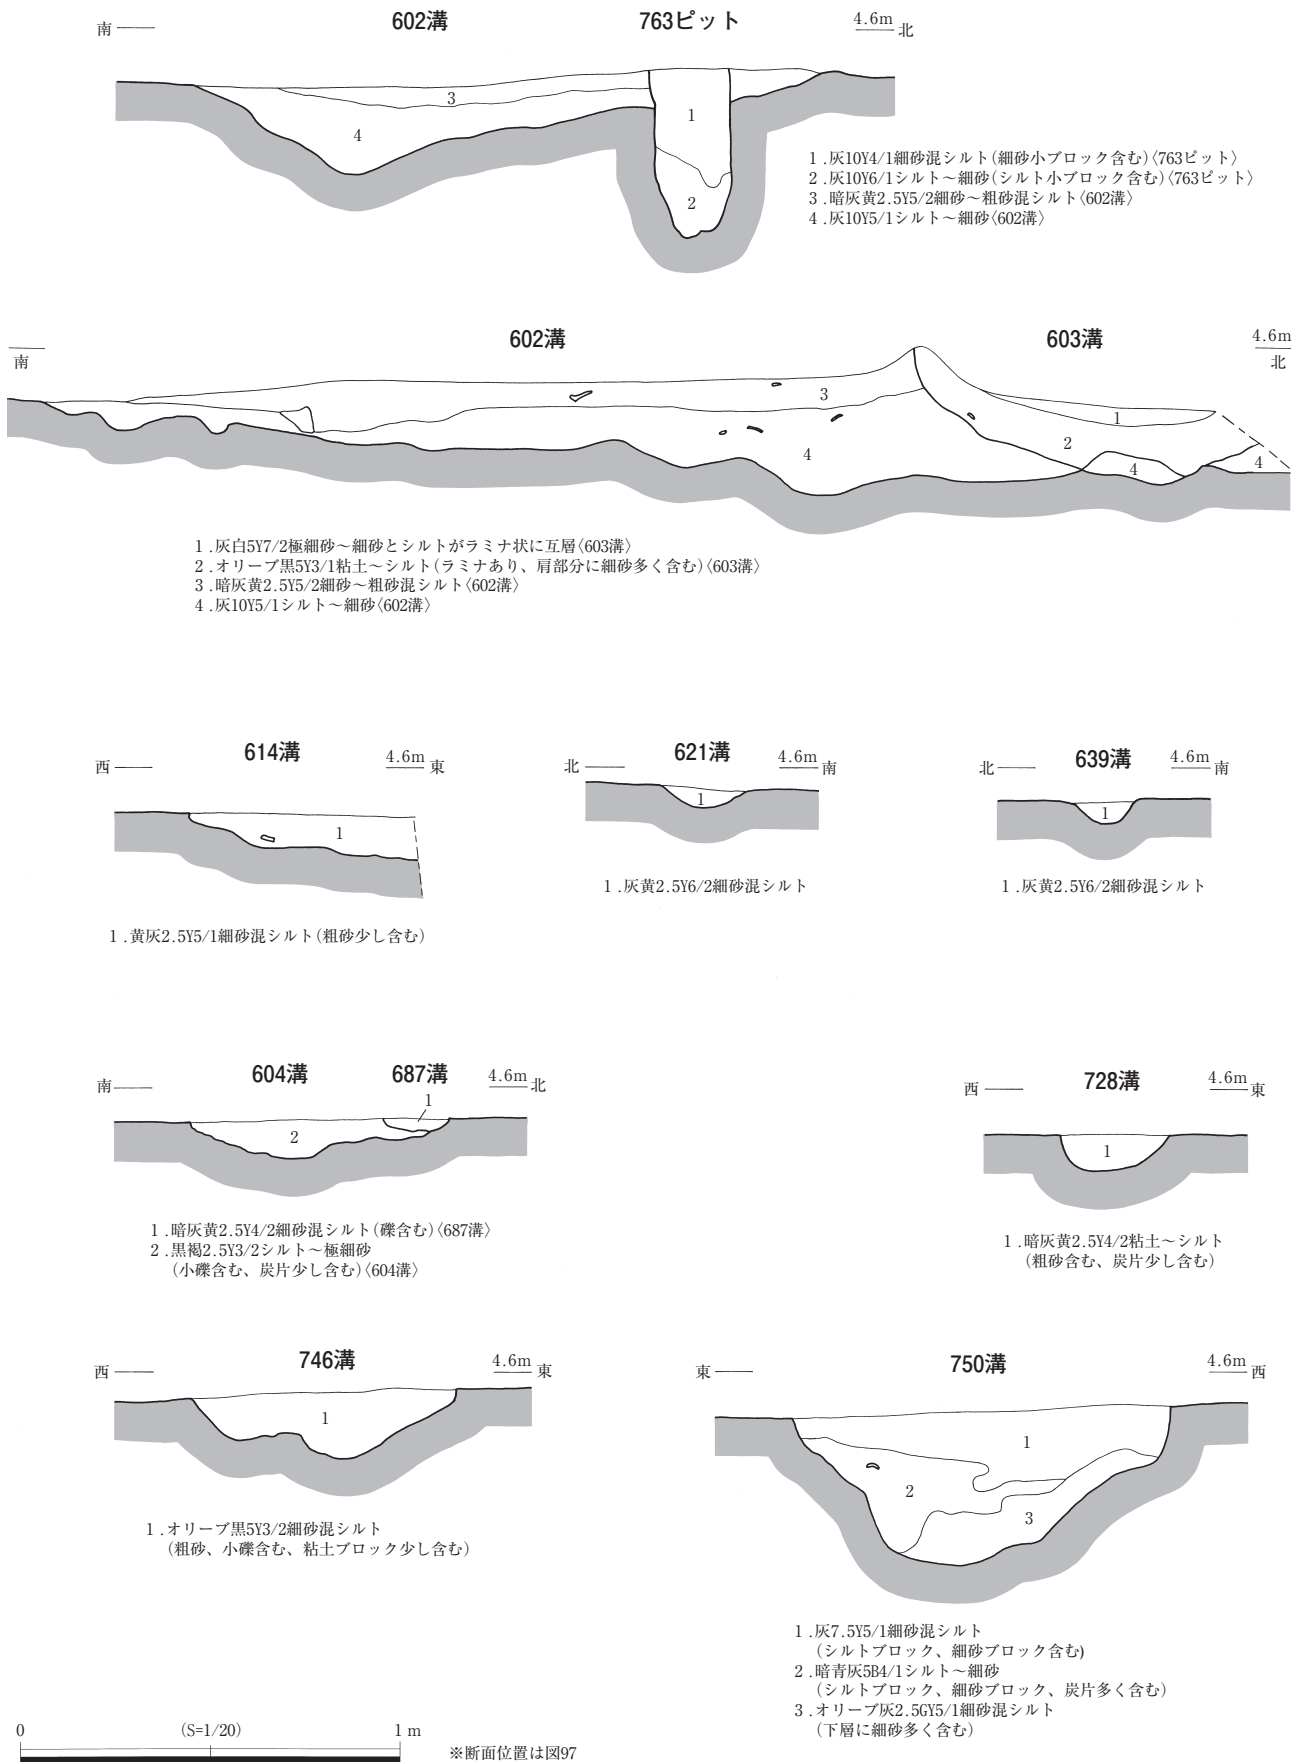 602溝 763ピット
南 4.6m 北
3
1
4
2
1.灰10Y4/1細砂混シルト(細砂小ブロック含む)〈763ピット〉
2.灰10Y6/1シルト～細砂(シルト小ブロック含む)〈763ピット〉
3.暗灰黄2.5Y5/2細砂～粗砂混シルト〈602溝〉
4.灰10Y5/1シルト～細砂〈602溝〉
602溝 603溝
南 4.6m 北
3
1
2
4
4
4
1.灰白5Y7/2極細砂～細砂とシルトがラミナ状に互層〈603溝〉
2.オリーブ黒5Y3/1粘土～シルト(ラミナあり、肩部分に細砂多く含む)〈603溝〉
3.暗灰黄2.5Y5/2細砂～粗砂混シルト〈602溝〉
4.灰10Y5/1シルト～細砂〈602溝〉
614溝
西 4.6m 東
1
1.黄灰2.5Y5/1細砂混シルト(粗砂少し含む)
621溝
北 4.6m 南
1
1.灰黄2.5Y6/2細砂混シルト
639溝
北 4.6m 南
1
1.灰黄2.5Y6/2細砂混シルト
604溝 687溝
南 4.6m 北
1
2
1.暗灰黄2.5Y4/2細砂混シルト(礫含む)〈687溝〉
2.黒褐2.5Y3/2シルト～極細砂
(小礫含む、炭片少し含む)〈604溝〉
728溝
西 4.6m 東
1
1.暗灰黄2.5Y4/2粘土～シルト
(粗砂含む、炭片少し含む)
746溝
西 4.6m 東
1
1.オリーブ黒5Y3/2細砂混シルト
(粗砂、小礫含む、粘土ブロック少し含む)
750溝
東 4.6m 西
1
2
3
1.灰7.5Y5/1細砂混シルト
(シルトブロック、細砂ブロック含む)
2.暗青灰5B4/1シルト～細砂
(シルトブロック、細砂ブロック、炭片多く含む)
3.オリーブ灰2.5GY5/1細砂混シルト
(下層に細砂多く含む)
0 (S=1/20) 1 m
※断面位置は図97